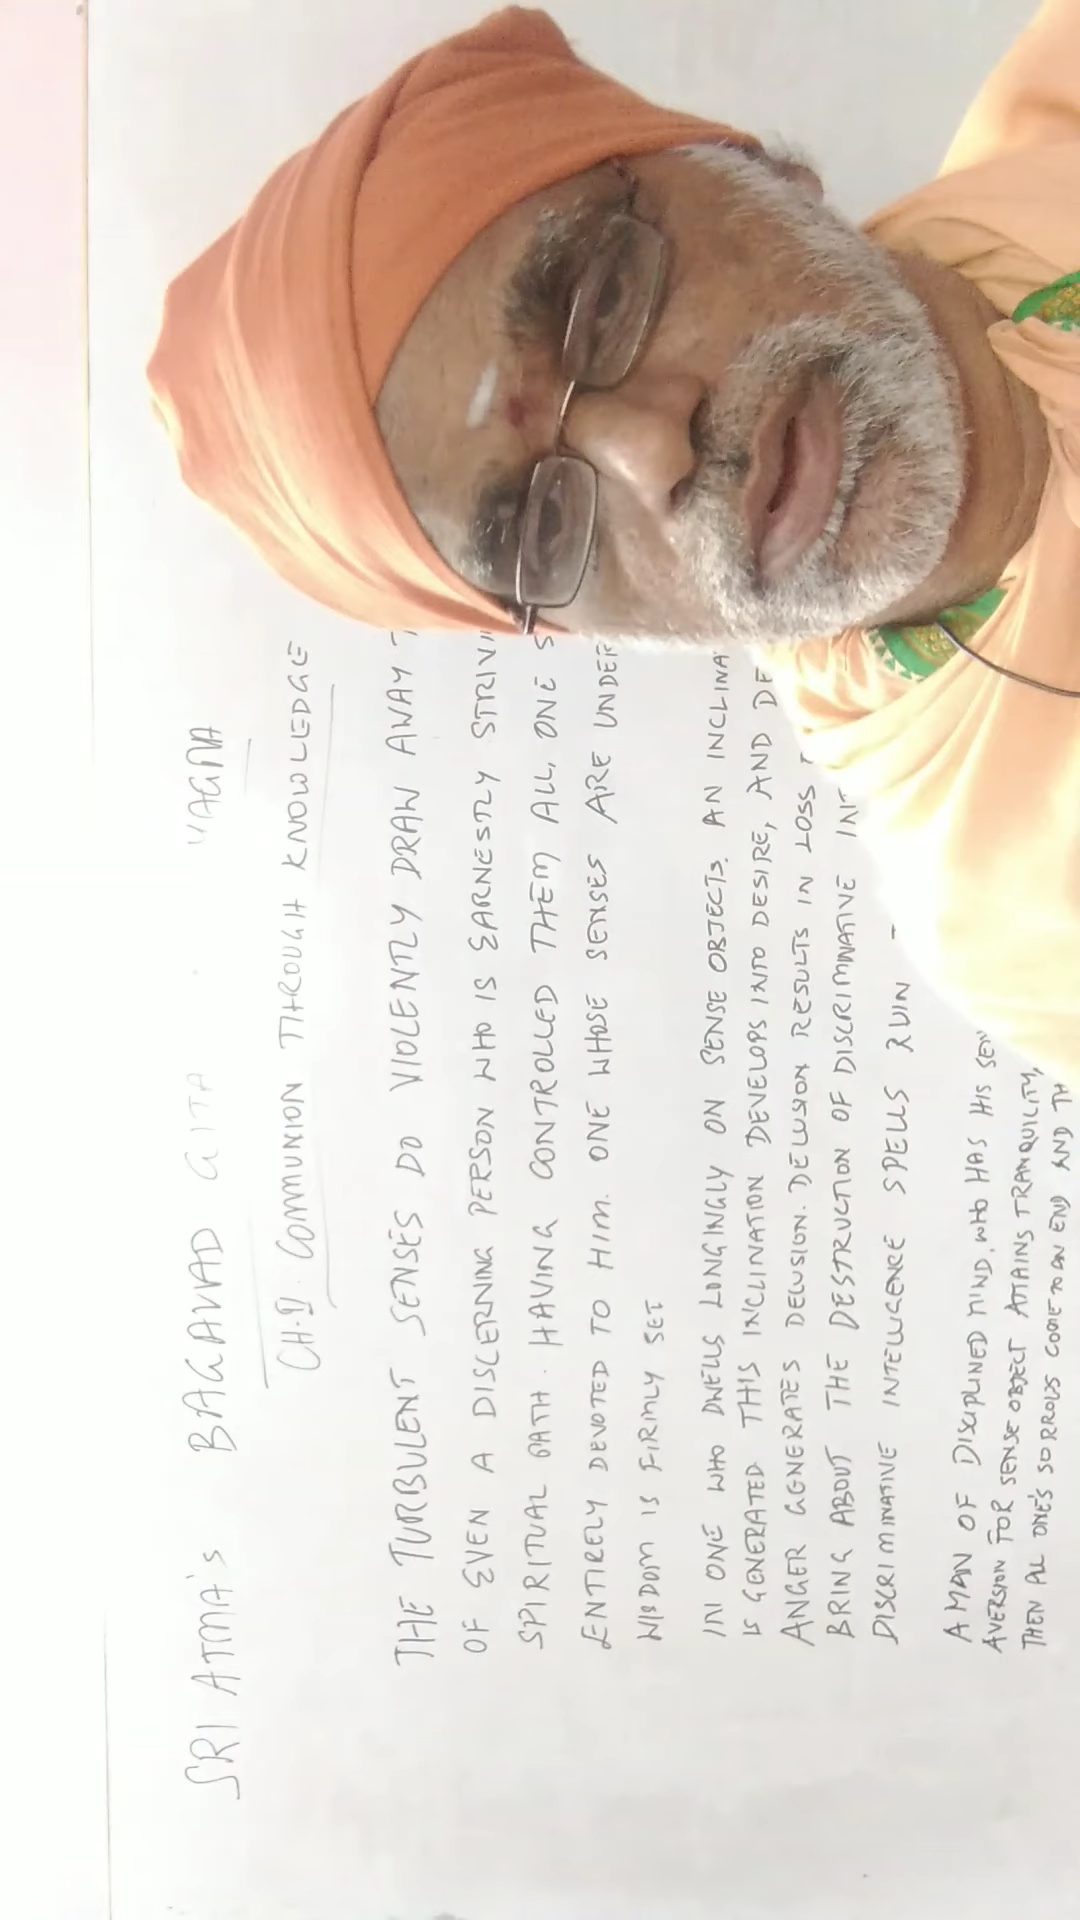 SRI ATMA'S BAGAVAD GITA YAGNA
CH.II. COMMUNION THROUGH KNOWLEDGE
THE TURBULENT SENSES DO VIOLENTLY DRAW AWAY
OF EVEN A DISCERNING PERSON WHO IS EARNESTLY
SPIRITUAL PATH. HAVING CONTROLLED THEM ALL, ONE
ENTIRELY DEVOTED TO HIM. ONE WHOSE SENSES ARE
WISDOM IS FIRMLY SET
IN ONE WHO DWELLS LONGINGLY ON SENSE OBJECTS. AN
IS GENERATED THIS INCLINATION DEVELOPS INTO DESIRE, AND
ANGER GENERATES DELUSION. DELUSION RESULTS IN LOSS
BRING ABOUT THE DESTRUCTION OF DISCRIMINATIVE
DISCRIMINATIVE INTELLIGENCE SPELLS RUIN
A MAN OF DISCIPLINED MIND, WHO HAS HIS
AVERSION FOR SENSE OBJECT ATTAINS TRANQUILITY,
THEN ALL ONE'S SORROWS COME TO AN END AND